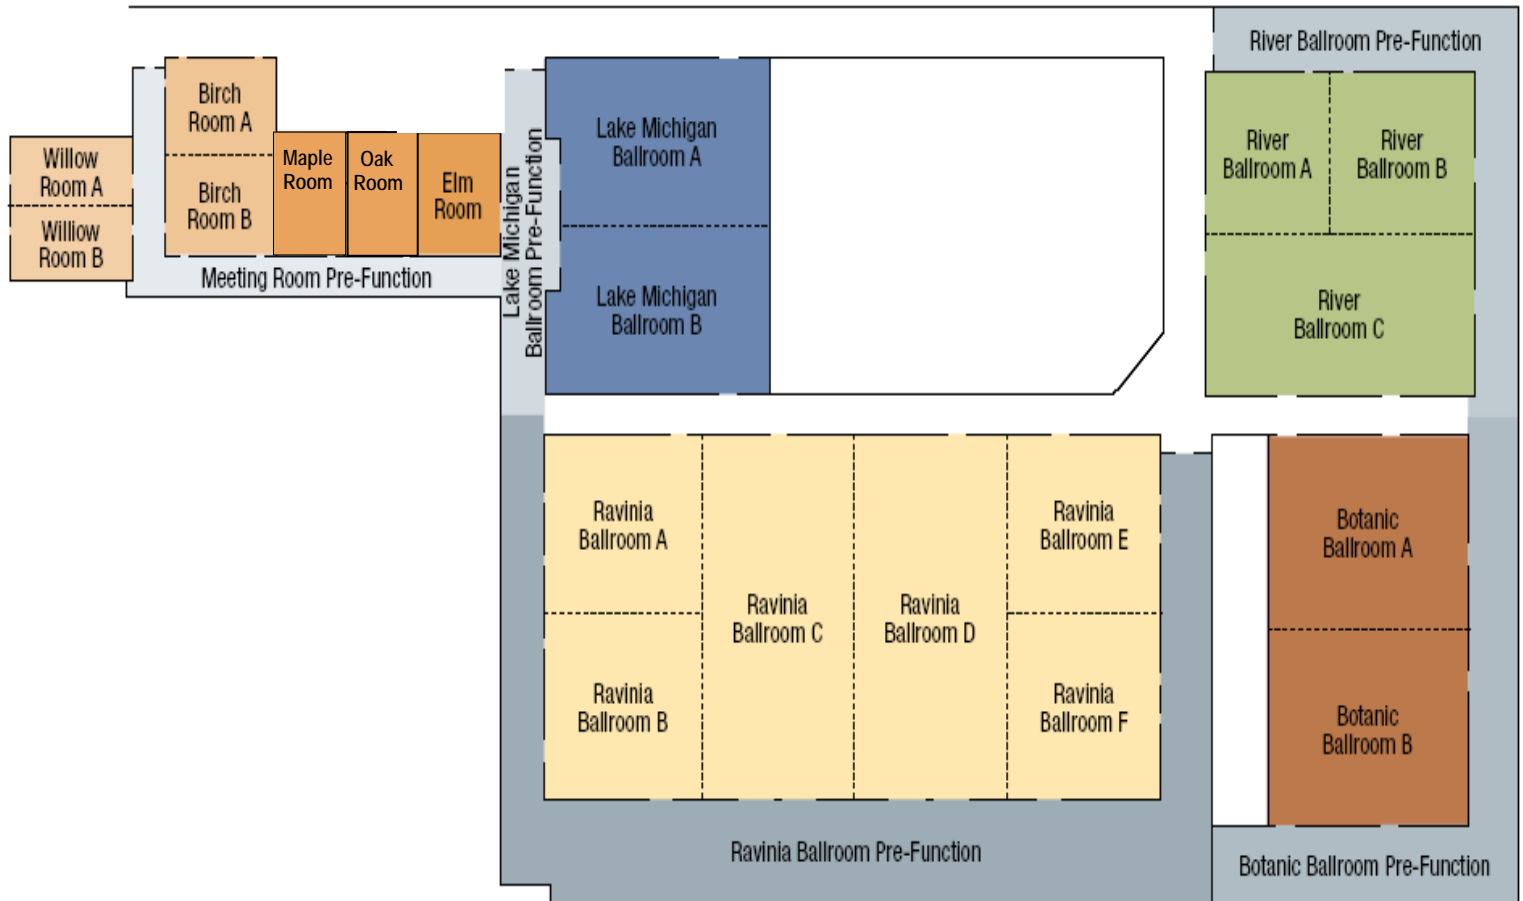 River Ballroom Pre-Function
Birch
Room A
Willow
Room A
Birch
Room B
Williow
Room B
Maple
Room
Oak
Room
Elm
Room
Meeting Room Pre-Function
Lake Michigan
Ballroom Pre-Function
Lake Michigan
Ballroom A
Lake Michigan
Ballroom B
River
Ballroom A
River
Ballroom B
River
Ballroom C
Ravinia
Ballroom A
Ravinia
Ballroom B
Ravinia
Ballroom C
Ravinia
Ballroom D
Ravinia
Ballroom E
Ravinia
Ballroom F
Botanic
Ballroom A
Botanic
Ballroom B
Ravinia Ballroom Pre-Function
Botanic Ballroom Pre-Function